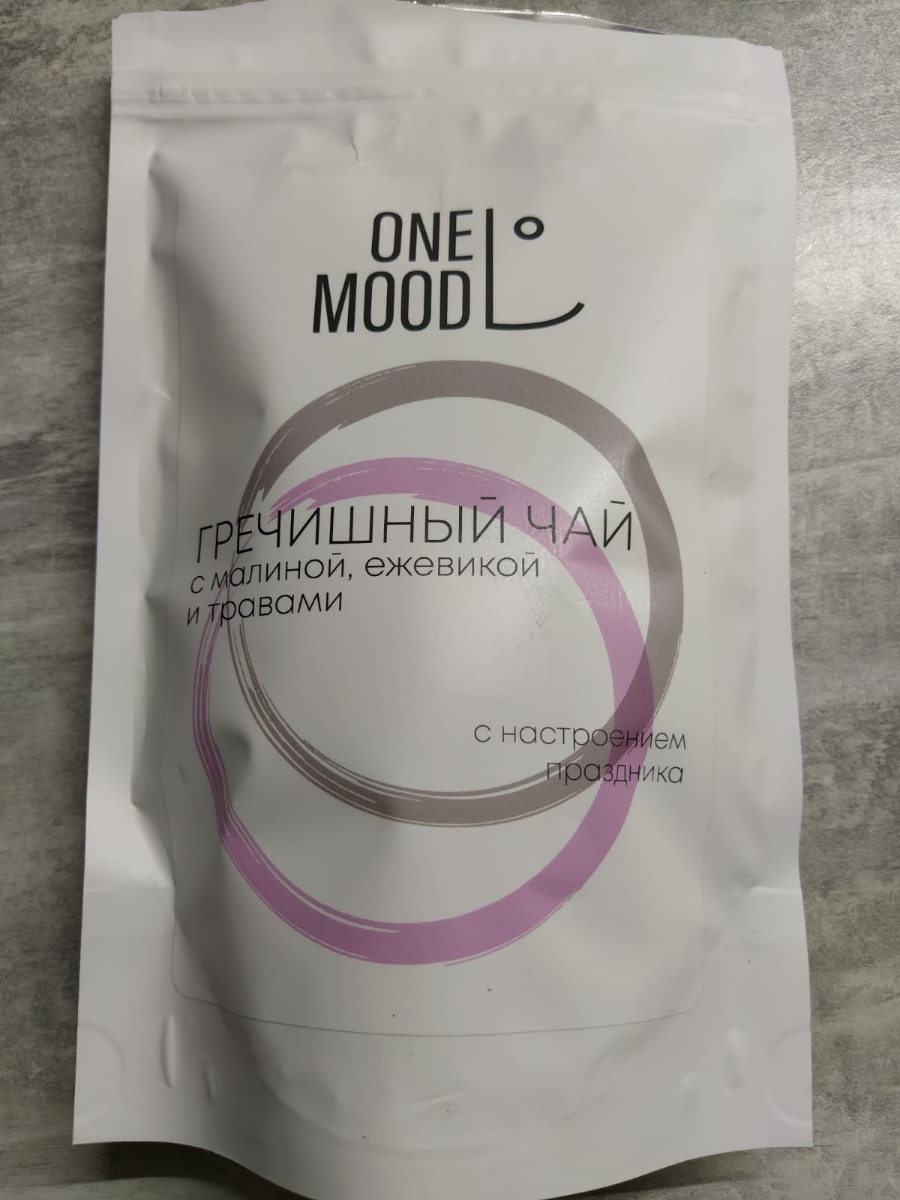 ONE
MOOD
ГРЕЧИШНЫЙ ЧАЙ
с малиной, ежевикой
и травами
с настроением
праздника